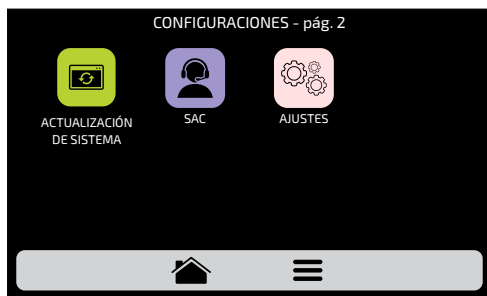 CONFIGURACIONES - pág. 2
ACTUALIZACIÓN
DE SISTEMA
SAC
AJUSTES